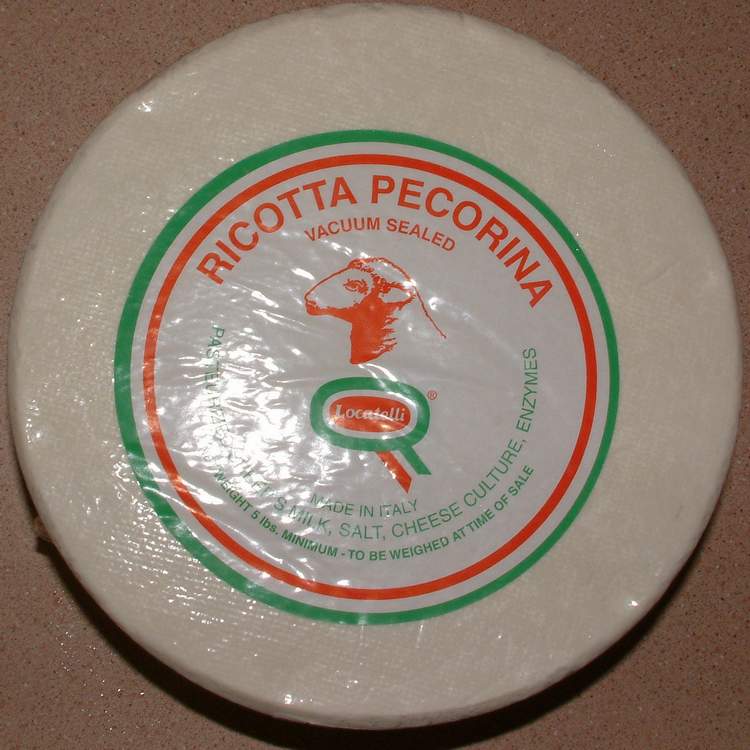 RICOTTA PECORINA
VACUUM SEALED
Locatelli®
MADE IN ITALY
MILK, SALT, CHEESE CULTURE, ENZYMES
WEIGHT 5 lbs. MINIMUM - TO BE WEIGHED AT TIME OF SALE